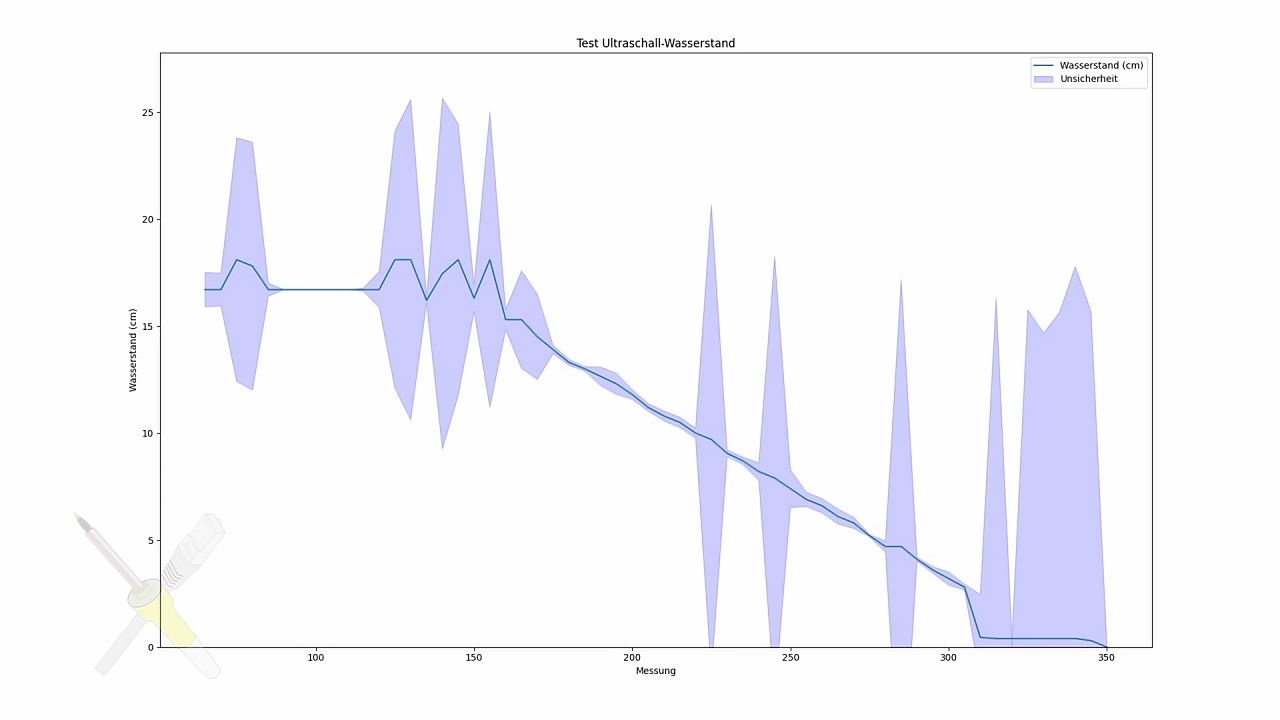 Test Ultraschall-Wasserstand
Wasserstand (cm)
Unsicherheit
25
20
15
10
5
0
Wasserstand (cm)
100
150
200
250
300
350
Messung